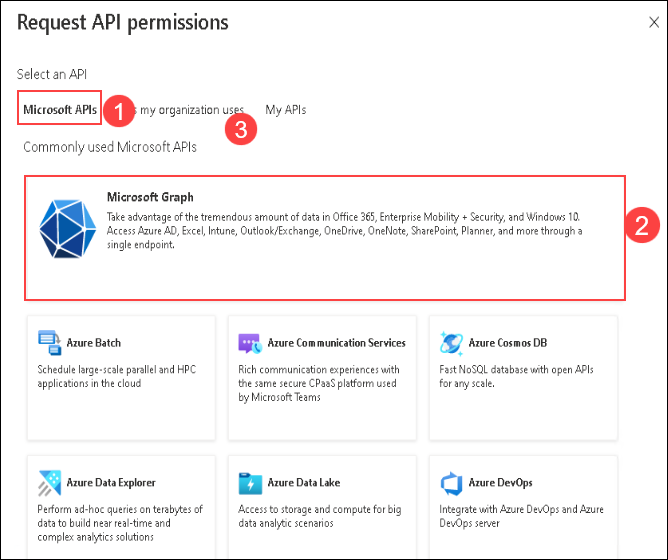 Request API permissions
Select an API
Microsoft APIs 1 s my organization uses My APIs
3
Commonly used Microsoft APIs
Microsoft Graph
Take advantage of the tremendous amount of data in Office 365, Enterprise Mobility + Security, and Windows 10.
Access Azure AD, Excel, Intune, Outlook/Exchange, OneDrive, OneNote, SharePoint, Planner, and more through a
single endpoint.
2
Azure Batch
Schedule large-scale parallel and HPC
applications in the cloud
Azure Communication Services
Rich communication experiences with
the same secure CPaaS platform used
by Microsoft Teams
Azure Cosmos DB
Fast NoSQL database with open APIs
for any scale.
Azure Data Explorer
Perform ad-hoc queries on terabytes of
data to build near real-time and
complex analytics solutions
Azure Data Lake
Access to storage and compute for big
data analytic scenarios
Azure DevOps
Integrate with Azure DevOps and Azure
DevOps server